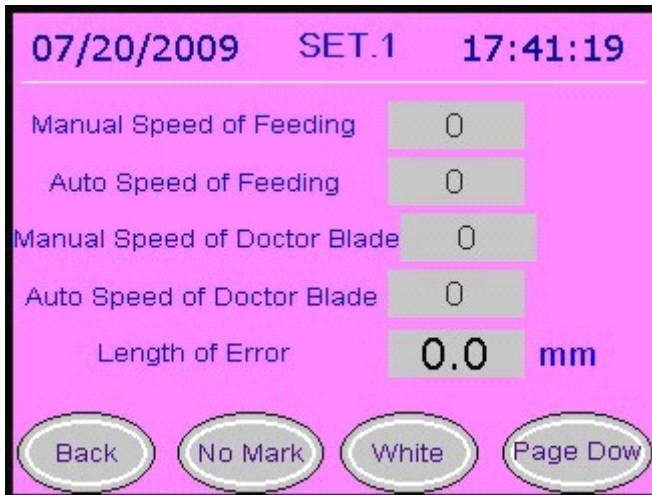 07/20/2009 SET.1 17:41:19
Manual Speed of Feeding 0
Auto Speed of Feeding 0
Manual Speed of Doctor Blade 0
Auto Speed of Doctor Blade 0
Length of Error 0.0 mm
Back No Mark White Page Dow